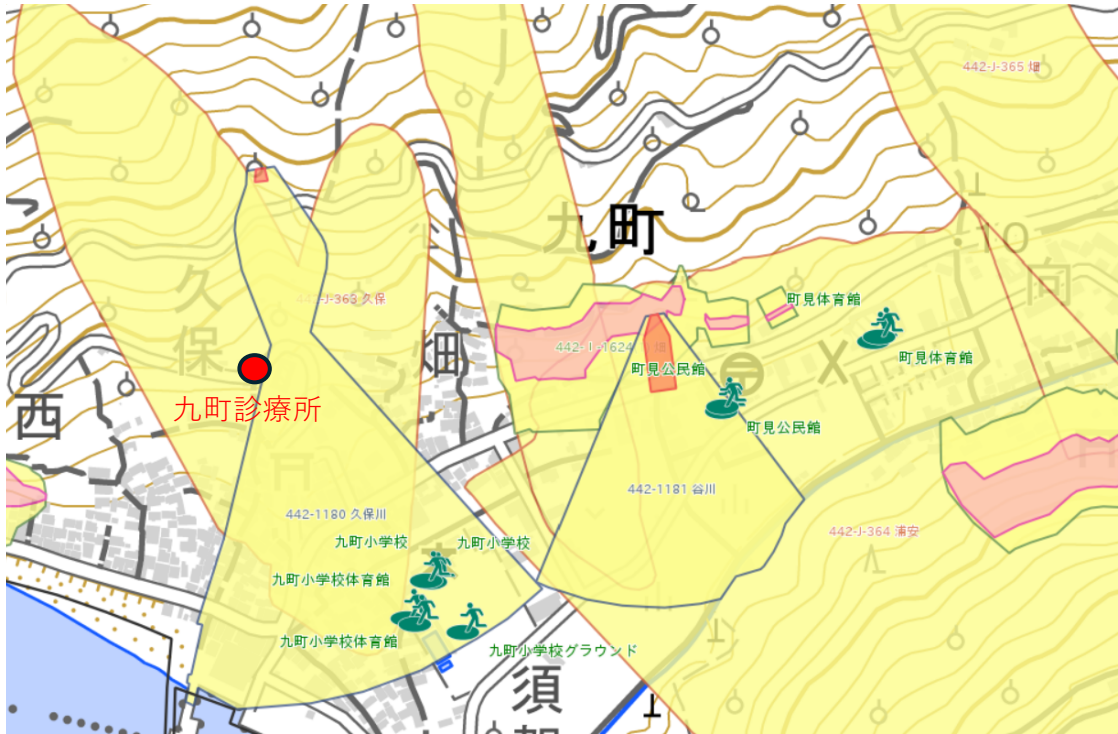 442-J-365 畑
九町
久保
442-J-363 久保
畑
町見体育館
町見体育館
町見公民館
町見公民館
九町診療所
西
442-1181 谷川
442-1180 久保川
442-J-364 浦安
九町小学校
九町小学校
九町小学校体育館
九町小学校体育館
九町小学校グラウンド
須
10
向